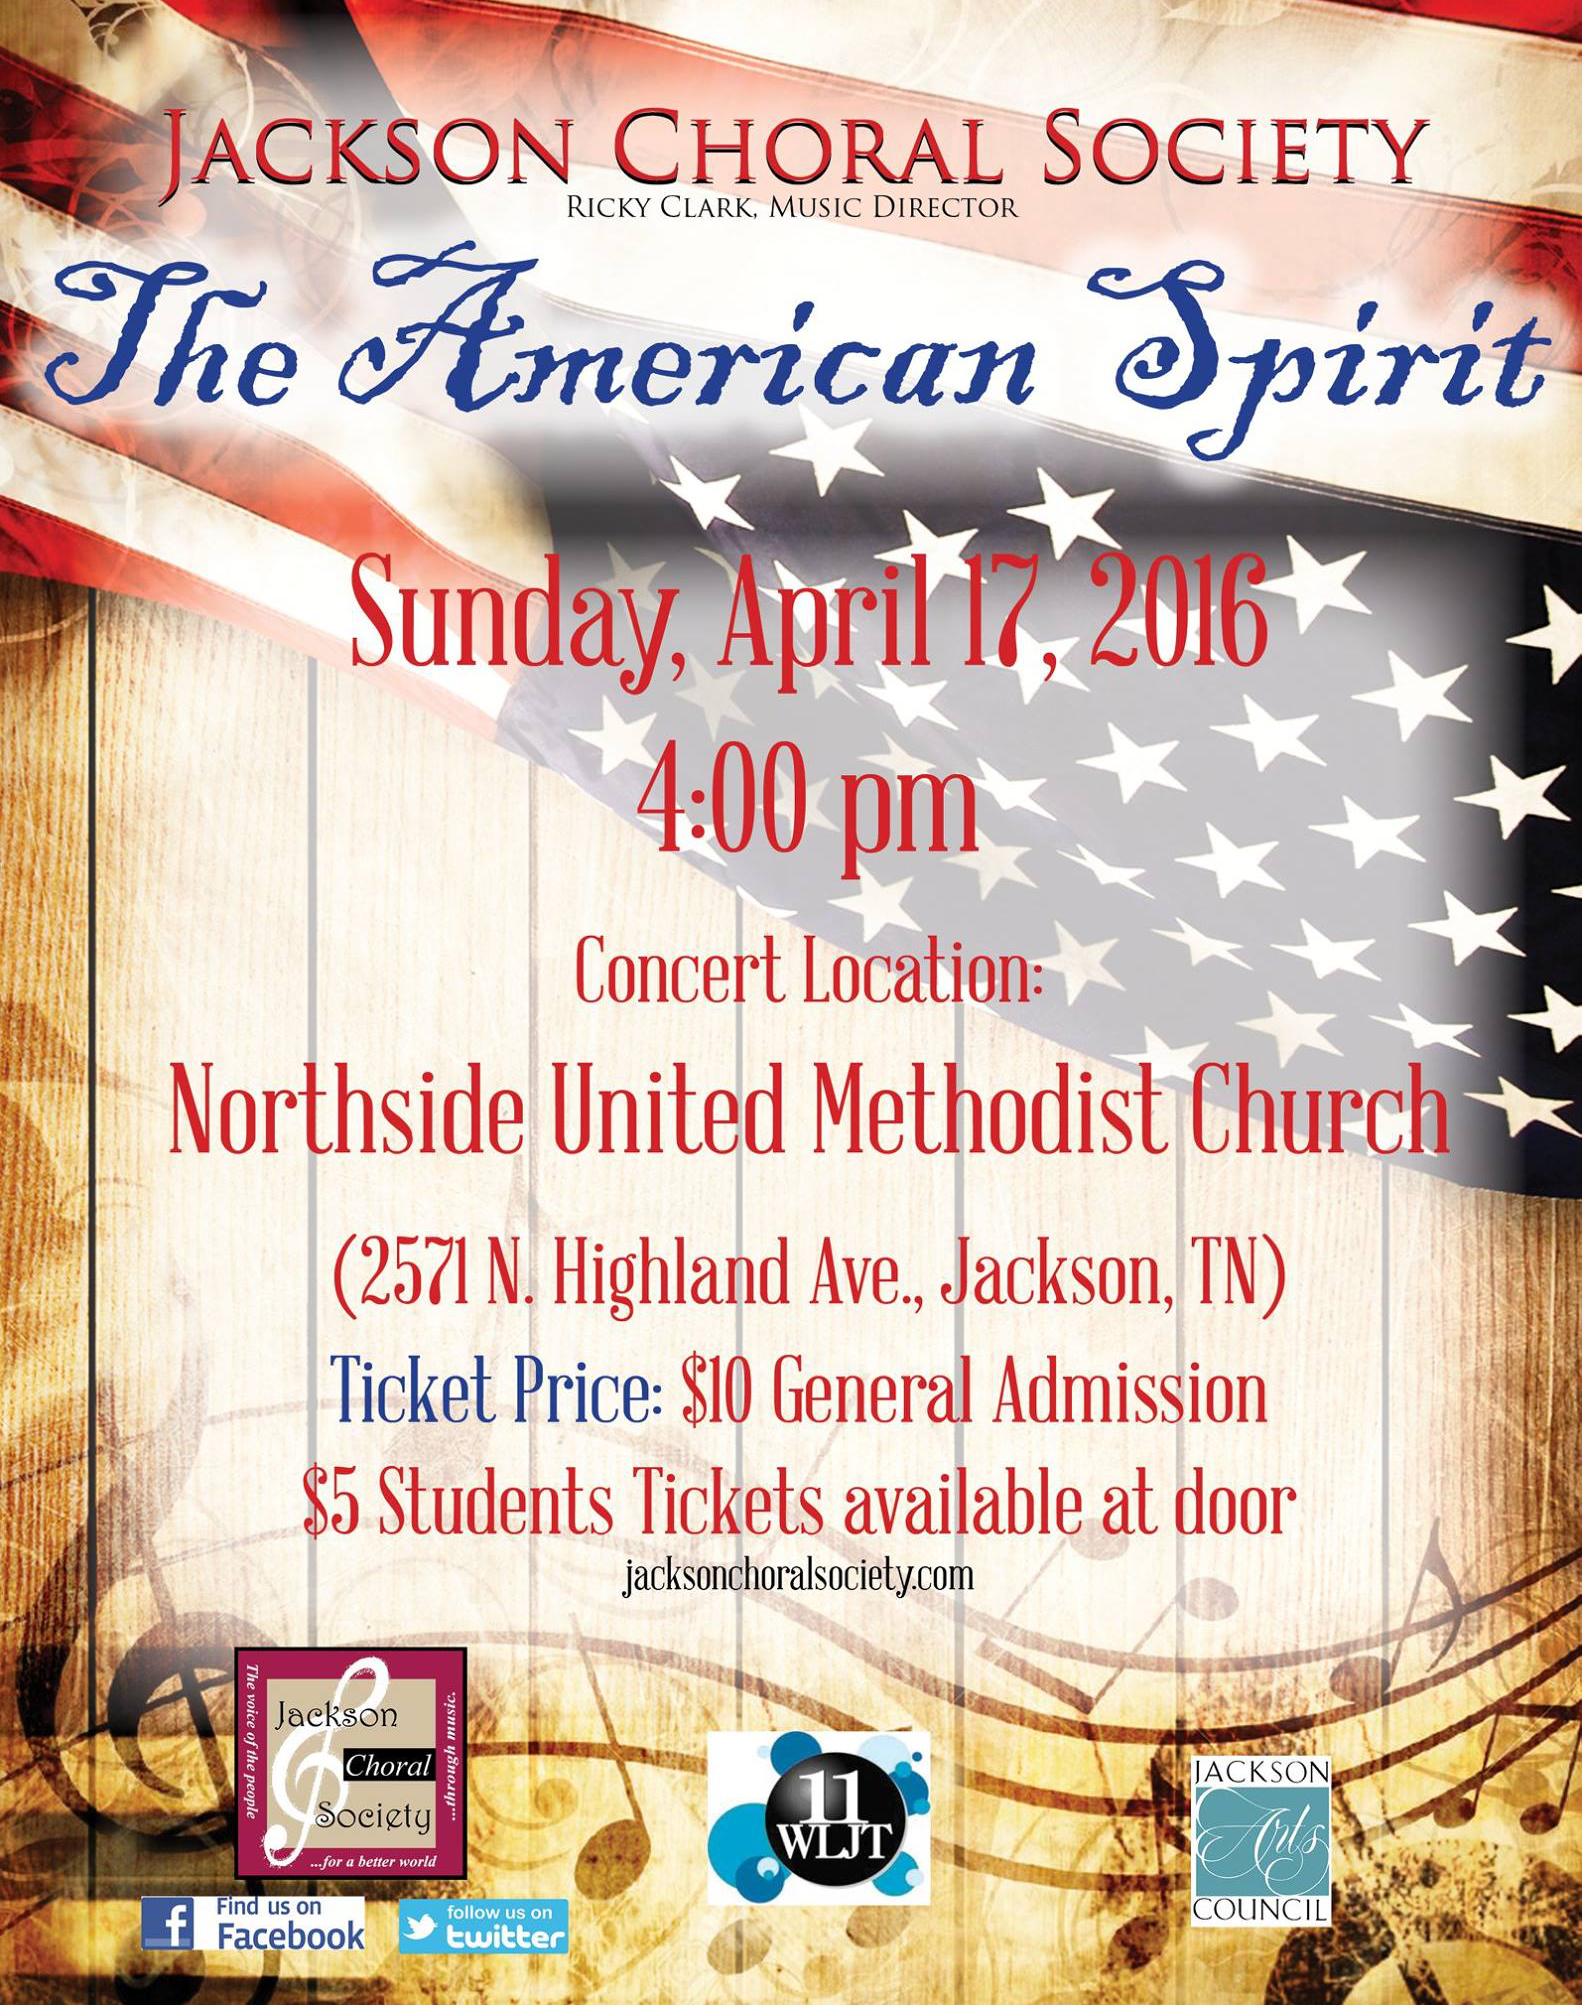 JACKSON CHORAL SOCIETY
RICKY CLARK, MUSIC DIRECTOR
The American Spirit
Sunday, April 17, 2016
4:00 pm
Concert Location:
Northside United Methodist Church
(2571 N. Highland Ave., Jackson, TN)
Ticket Price: $10 General Admission
$5 Students Tickets available at door
jacksonchoralsociety.com
The voice of the people
Jackson
Choral
Society
...through music.
...for a better world
11
WLJT
JACKSON
Arts
COUNCIL
f
Find us on
Facebook
follow us on
twitter